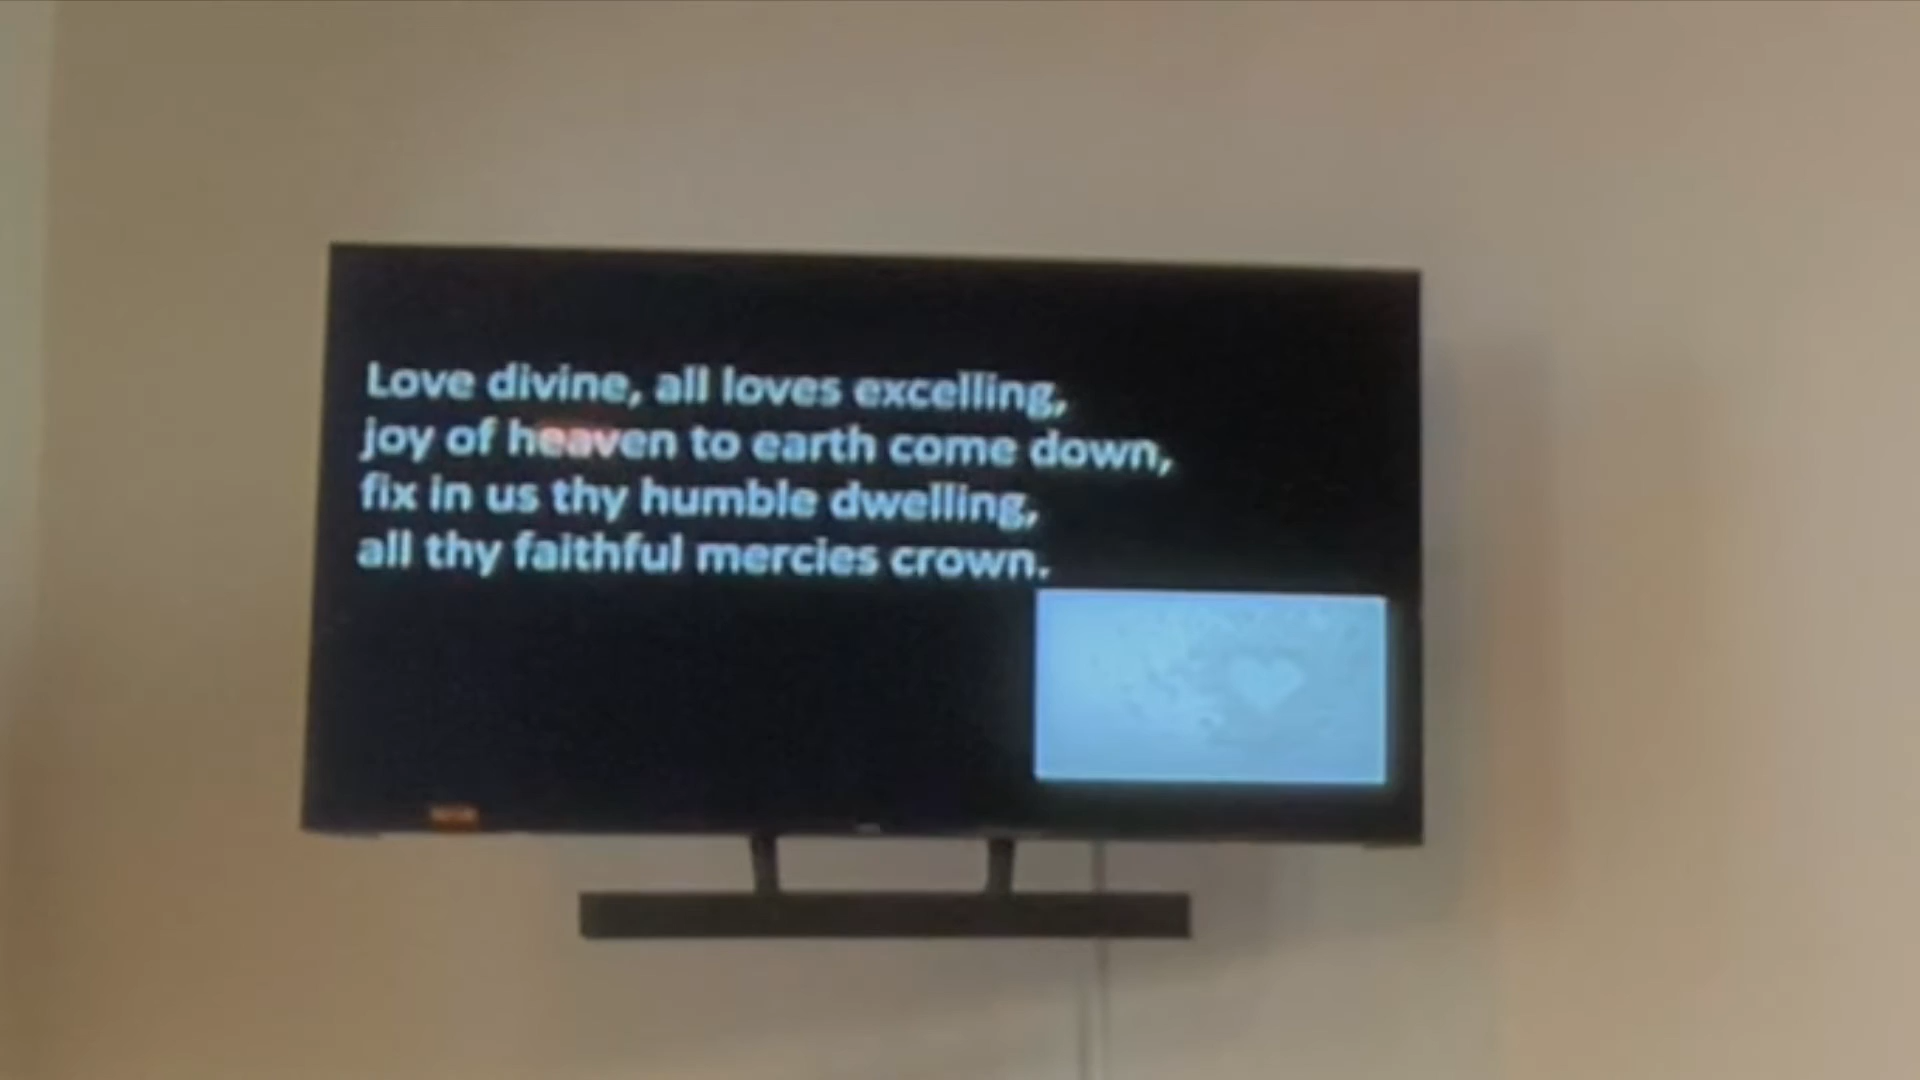 Love divine, all loves excelling,
joy of heaven to earth come down,
fix in us thy humble dwelling,
all thy faithful mercies crown.